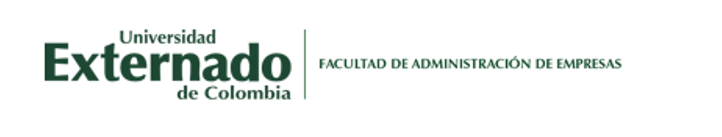 Universidad
Externado
de Colombia
FACULTAD DE ADMINISTRACIÓN DE EMPRESAS